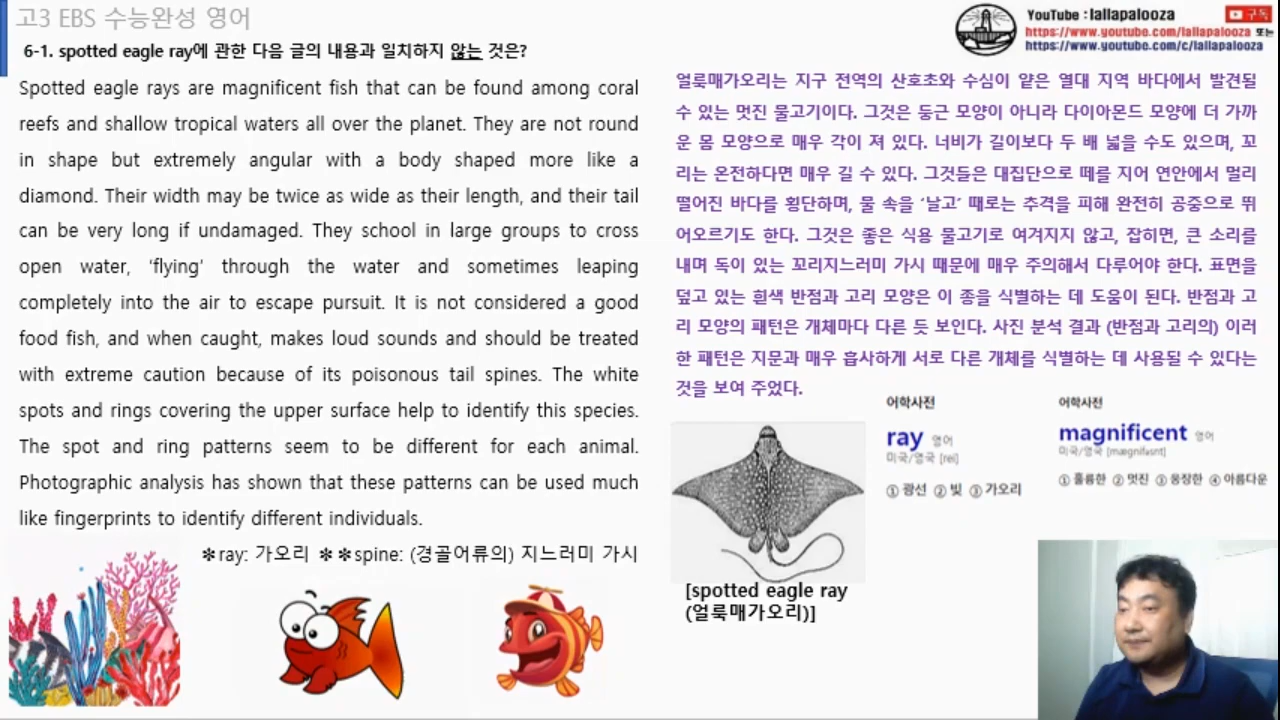 고3 EBS 수능완성 영어
YouTube : lallapalooza
구독
https://www.youtube.com/lallapalooza 또는
https://www.youtube.com/c/lallapalooza
6-1. spotted eagle ray에 관한 다음 글의 내용과 일치하지 않는 것은?
Spotted eagle rays are magnificent fish that can be found among coral
reefs and shallow tropical waters all over the planet. They are not round
in shape but extremely angular with a body shaped more like a
diamond. Their width may be twice as wide as their length, and their tail
can be very long if undamaged. They school in large groups to cross
open water, ‘flying’ through the water and sometimes leaping
completely into the air to escape pursuit. It is not considered a good
food fish, and when caught, makes loud sounds and should be treated
with extreme caution because of its poisonous tail spines. The white
spots and rings covering the upper surface help to identify this species.
The spot and ring patterns seem to be different for each animal.
Photographic analysis has shown that these patterns can be used much
like fingerprints to identify different individuals.
✻ray: 가오리 ✻✻spine: (경골어류의) 지느러미 가시
얼룩매가오리는 지구 전역의 산호초와 수심이 얕은 열대 지역 바다에서 발견될
수 있는 멋진 물고기이다. 그것은 둥근 모양이 아니라 다이아몬드 모양에 더 가까
운 몸 모양으로 매우 각이 져 있다. 너비가 길이보다 두 배 넓을 수도 있으며, 꼬
리는 온전하다면 매우 길 수 있다. 그것들은 대집단으로 떼를 지어 연안에서 멀리
떨어진 바다를 횡단하며, 물 속을 ‘날고’ 때로는 추격을 피해 완전히 공중으로 뛰
어오르기도 한다. 그것은 좋은 식용 물고기로 여겨지지 않고, 잡히면, 큰 소리를
내며 독이 있는 꼬리지느러미 가시 때문에 매우 주의해서 다루어야 한다. 표면을
덮고 있는 흰색 반점과 고리 모양은 이 종을 식별하는 데 도움이 된다. 반점과 고
리 모양의 패턴은 개체마다 다른 듯 보인다. 사진 분석 결과 (반점과 고리의) 이러
한 패턴은 지문과 매우 흡사하게 서로 다른 개체를 식별하는 데 사용될 수 있다는
것을 보여 주었다.
어학사전
ray 영어
미국/영국 [rei]
① 광선 ② 빛 ③ 가오리
어학사전
magnificent 영어
미국/영국 [mægnifəsnt]
① 훌륭한 ② 멋진 ③ 웅장한 ④ 아름다운
[spotted eagle ray
(얼룩매가오리)]